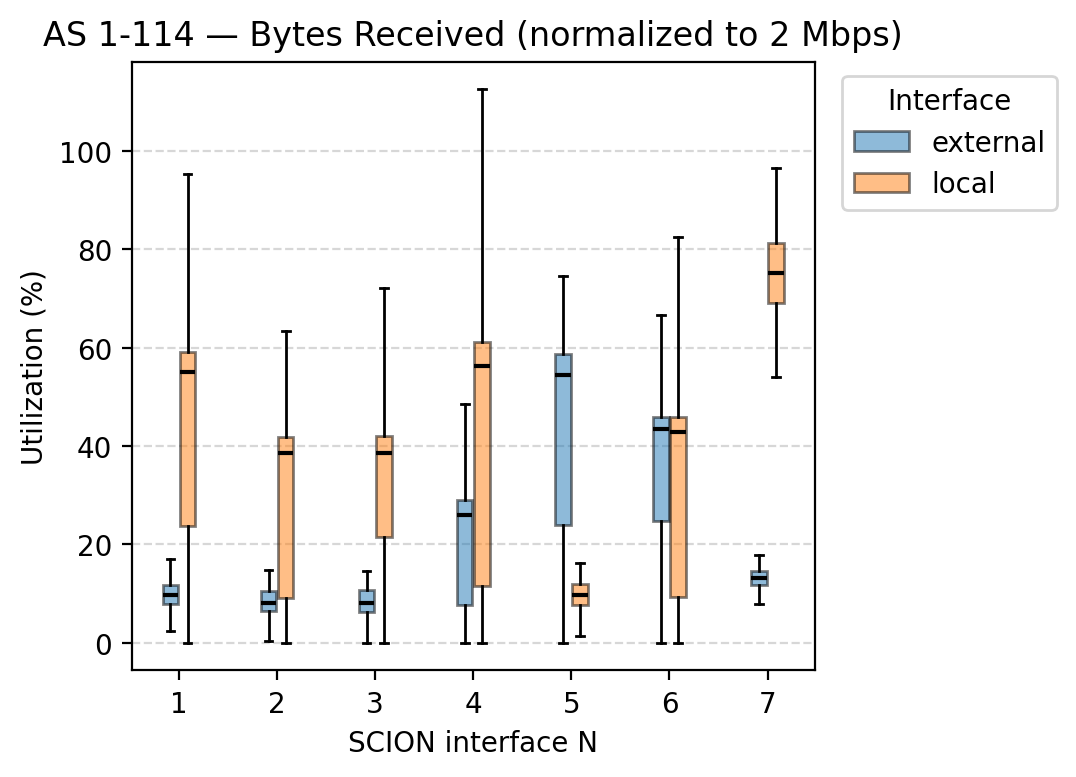 AS 1-114 — Bytes Received (normalized to 2 Mbps)
Interface
external
local
Utilization (%)
100
80
60
40
20
0
1 2 3 4 5 6 7
SCION interface N